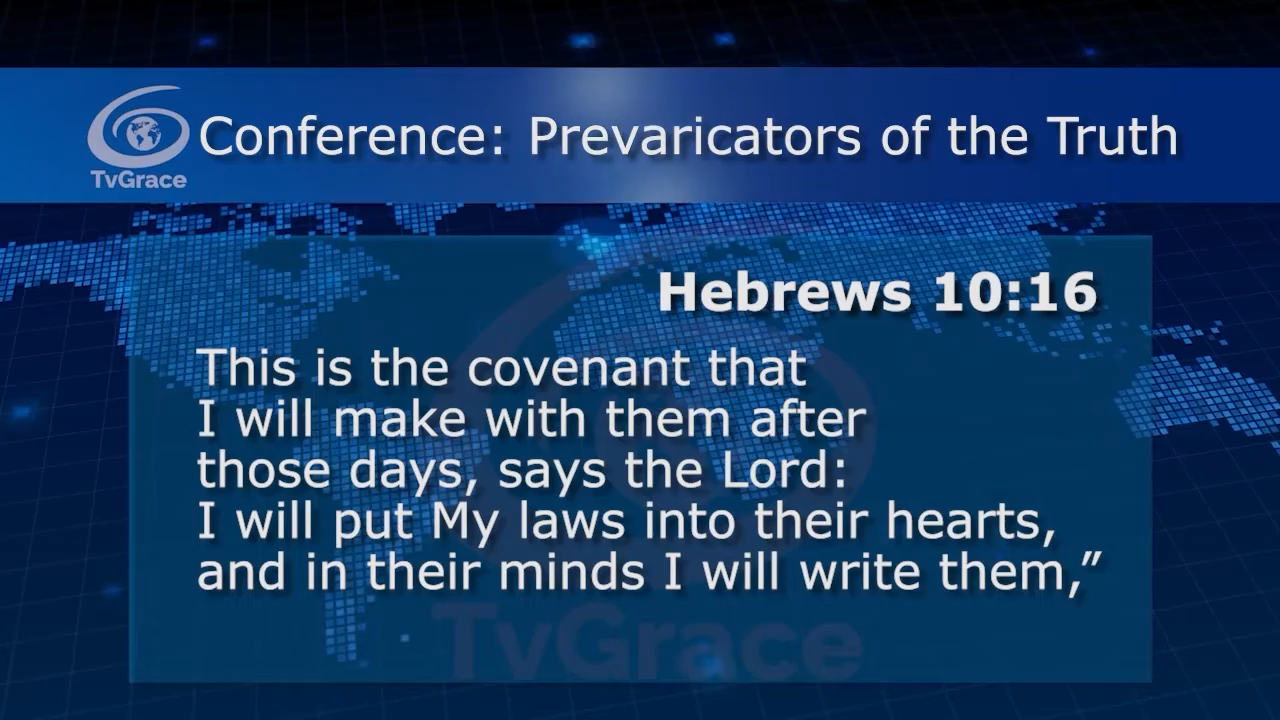 Conference: Prevaricators of the Truth
TvGrace
Hebrews 10:16
This is the covenant that
I will make with them after
those days, says the Lord:
I will put My laws into their hearts,
and in their minds I will write them,”
TvGrace